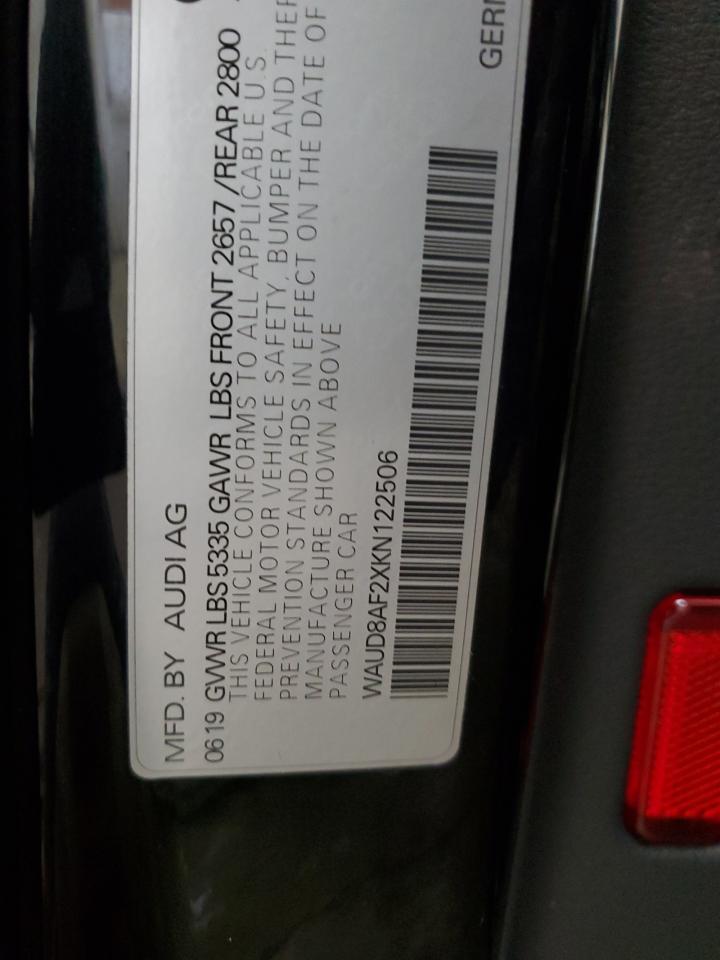 MFD. BY AUDI AG
0619 GVWR LBS 5335 GAWR LBS FRONT 2657 / REAR 2800
THIS VEHICLE CONFORMS TO ALL APPLICABLE U.S.
FEDERAL MOTOR VEHICLE SAFETY, BUMPER AND
PREVENTION STANDARDS IN EFFECT ON THE DATE OF
MANUFACTURE SHOWN ABOVE
PASSENGER CAR
WAUD8AF2XKN122506